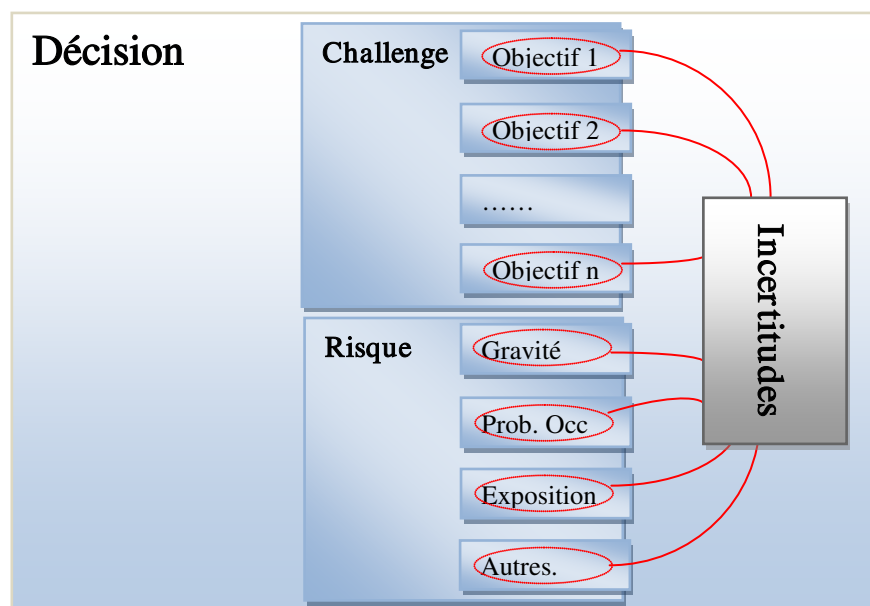 Décision
Challenge
Objectif 1
Objectif 2
……
Objectif n
Risque
Gravité
Prob. Occ
Exposition
Autres.
Incertitudes